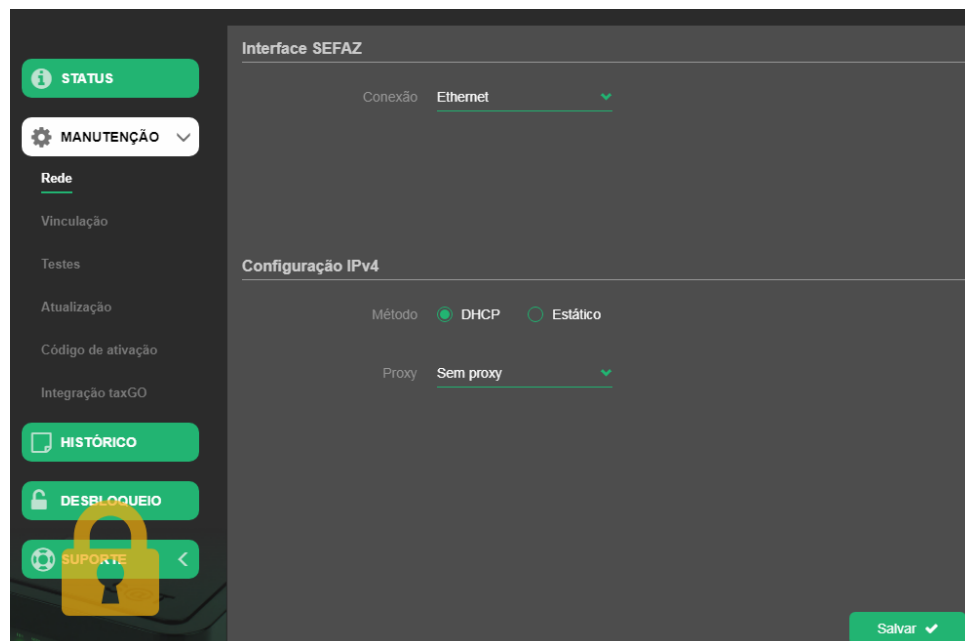 STATUS
MANUTENÇÃO
Rede
Vinculação
Testes
Atualização
Código de ativação
Integração taxGO
HISTÓRICO
DESBLOQUEIO
SUPORTE
Interface SEFAZ
Conexão Ethernet
Configuração IPv4
Método DHCP Estático
Proxy Sem proxy
Salvar